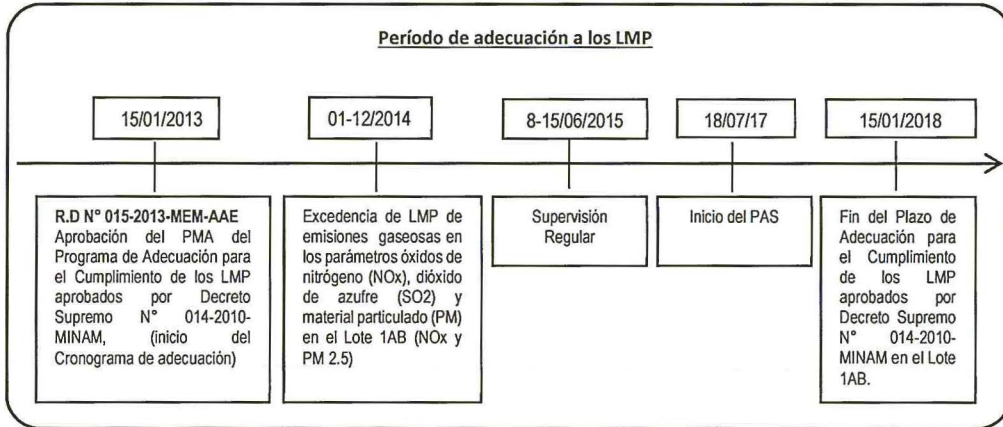 Período de adecuación a los LMP
15/01/2013
01-12/2014
8-15/06/2015
18/07/17
15/01/2018
R.D N° 015-2013-MEM-AAE
Aprobación del PMA del
Programa de Adecuación para
el Cumplimiento de los LMP
aprobados por Decreto
Supremo N° 014-2010-
MINAM, (inicio del
Cronograma de adecuación)
Excedencia de LMP de
emisiones gaseosas en
los parámetros óxidos de
nitrógeno (NOx), dióxido
de azufre (SO2) y
material particulado (PM)
en el Lote 1AB (NOx y
PM 2.5)
Supervisión
Regular
Inicio del PAS
Fin del Plazo de
Adecuación para
el Cumplimiento
de los LMP
aprobados por
Decreto Supremo
N° 014-2010-
MINAM en el Lote
1AB.